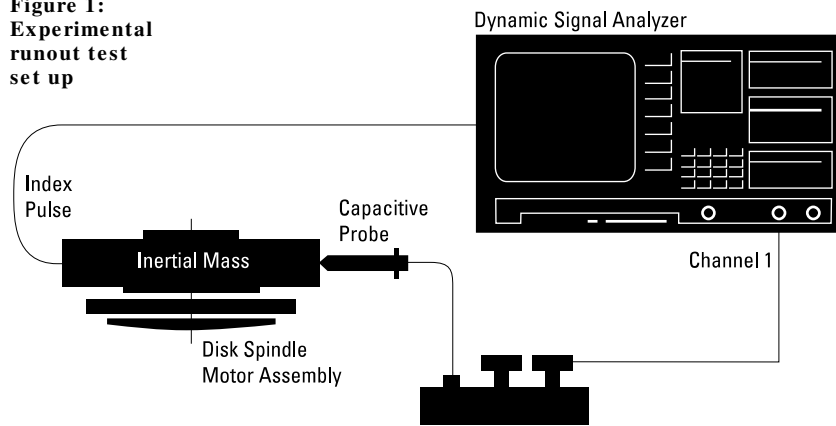 Figure 1:
Experimental
runout test
set up
Dynamic Signal Analyzer
Index
Pulse
Capacitive
Probe
Inertial Mass
Channel 1
Disk Spindle
Motor Assembly